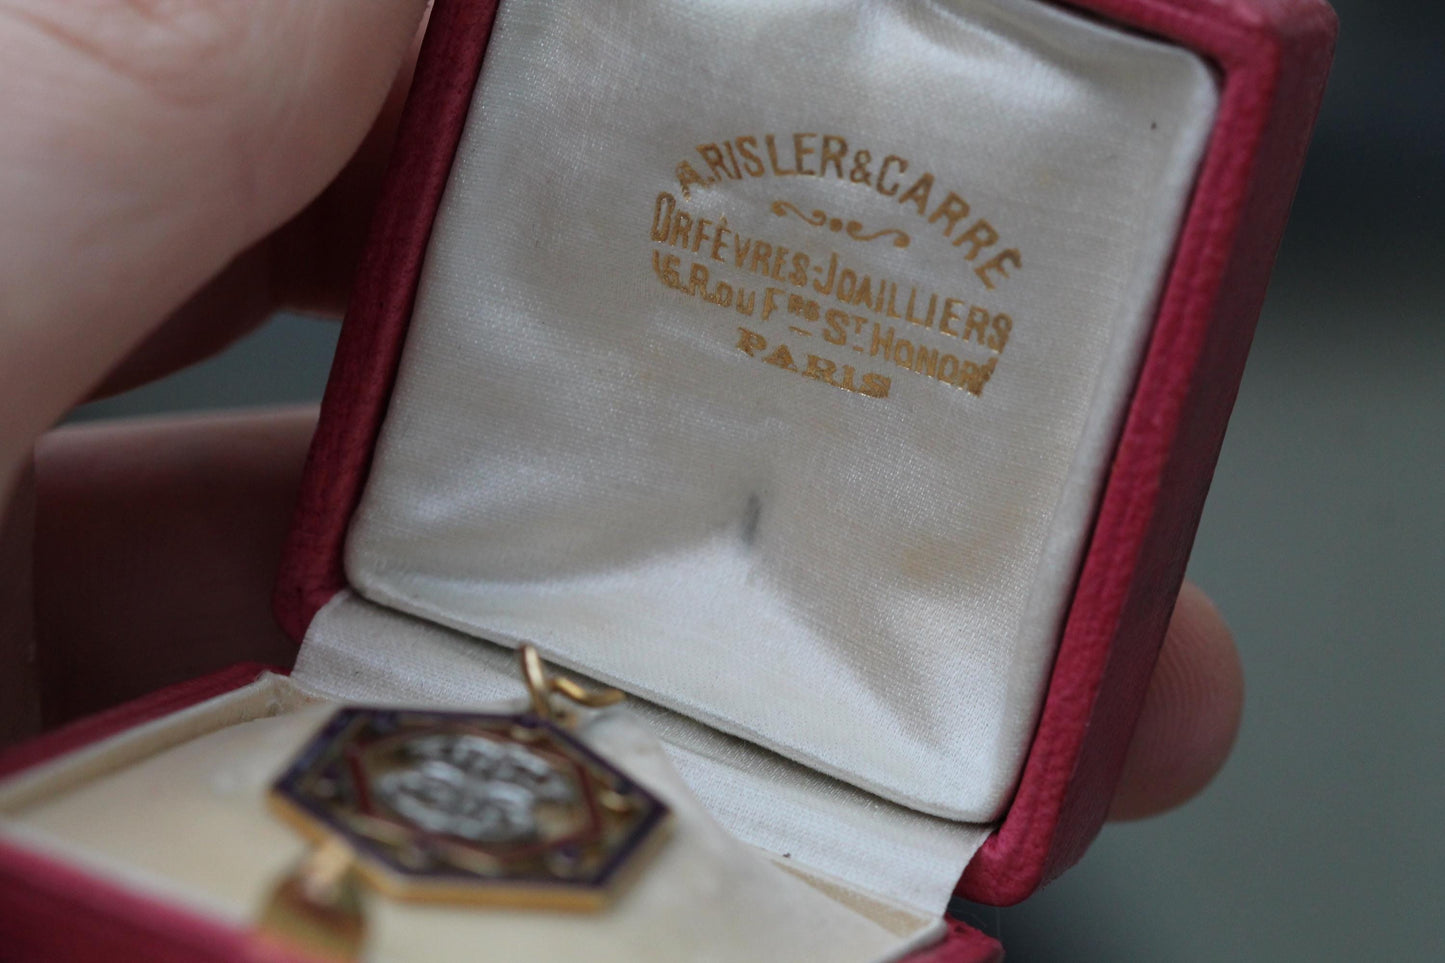 A.RISLER & CARRÉ
ORFÈVRES-JOAILLIERS
16.R.DU FBG ST. HONORÉ
PARIS